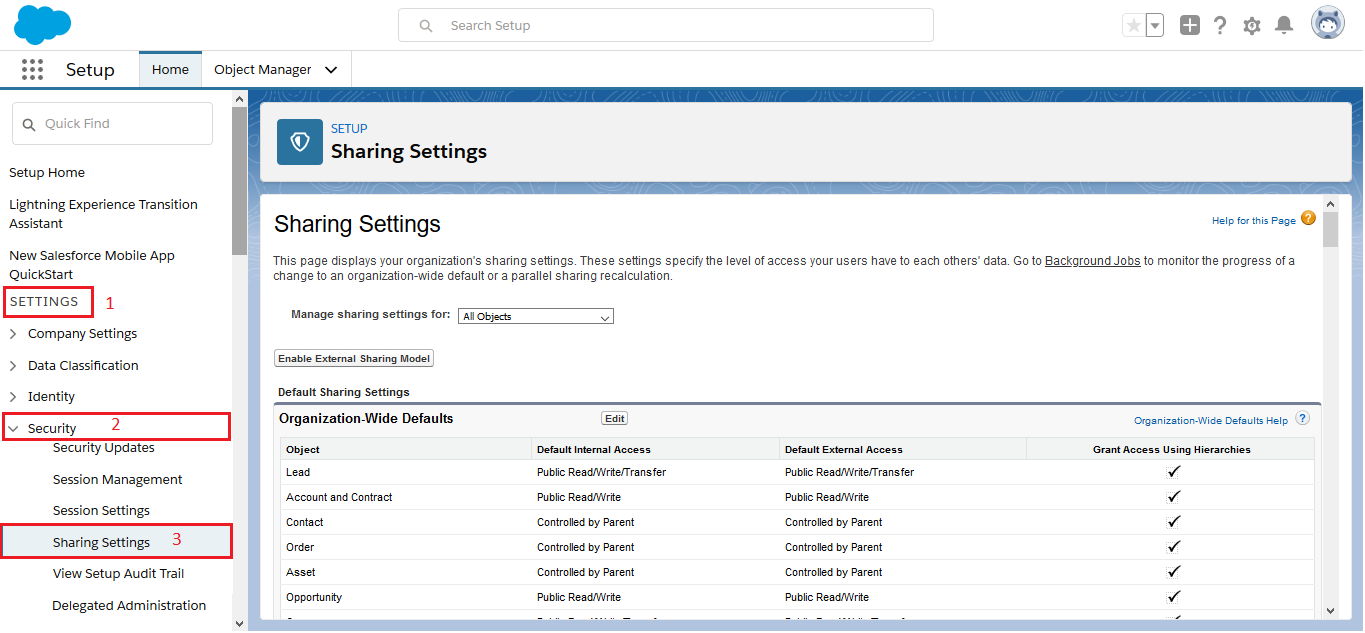 Search Setup
Setup
Home
Object Manager
Quick Find
Setup Home
Lightning Experience Transition
Assistant
New Salesforce Mobile App
QuickStart
SETTINGS 1
Company Settings
Data Classification
Identity
Security 2
Security Updates
Session Management
Session Settings
Sharing Settings 3
View Setup Audit Trail
Delegated Administration
SETUP
Sharing Settings
Sharing Settings
Help for this Page ?
This page displays your organization's sharing settings. These settings specify the level of access your users have to each others' data. Go to Background Jobs to monitor the progress of a
change to an organization-wide default or a parallel sharing recalculation.
Manage sharing settings for: All Objects
Enable External Sharing Model
Default Sharing Settings
Organization-Wide Defaults Edit Organization-Wide Defaults Help ?
Object Default Internal Access Default External Access Grant Access Using Hierarchies
Lead Public Read/Write/Transfer Public Read/Write/Transfer
Account and Contract Public Read/Write Public Read/Write
Contact Controlled by Parent Controlled by Parent
Order Controlled by Parent Controlled by Parent
Asset Controlled by Parent Controlled by Parent
Opportunity Public Read/Write Public Read/Write